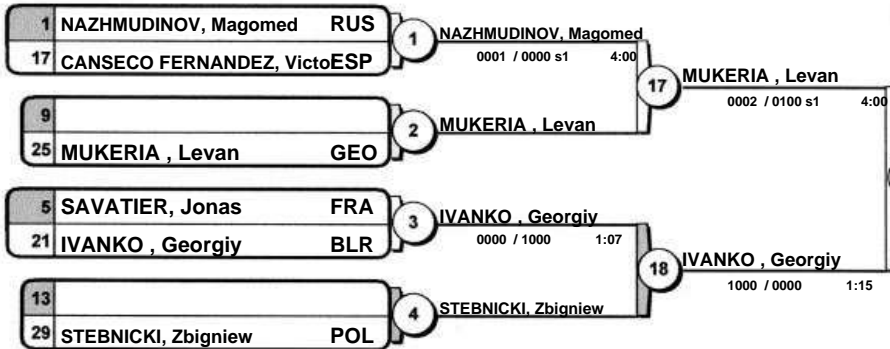 1 NAZHMUDINOV, Magomed RUS
17 CANSECO FERNANDEZ, Victo ESP
1
NAZHMUDINOV, Magomed
0001 / 0000 s1 4:00
9
25 MUKERIA , Levan GEO
2
MUKERIA , Levan
17
MUKERIA , Levan
0002 / 0100 s1 4:00
5 SAVATIER, Jonas FRA
21 IVANKO , Georgiy BLR
3
IVANKO , Georgiy
0000 / 1000 1:07
13
29 STEBNICKI, Zbigniew POL
4
STEBNICKI, Zbigniew
18
IVANKO , Georgiy
1000 / 0000 1:15